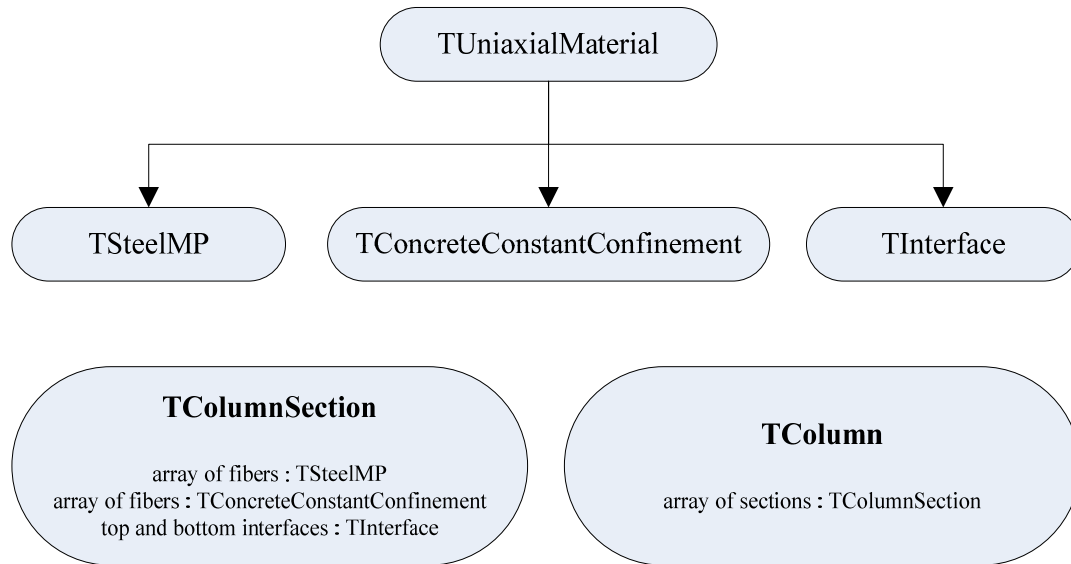 TUniaxialMaterial
TSteelMP
TConcreteConstantConfinement
TInterface
TColumnSection
array of fibers : TSteelMP
array of fibers : TConcreteConstantConfinement
top and bottom interfaces : TInterface
TColumn
array of sections : TColumnSection